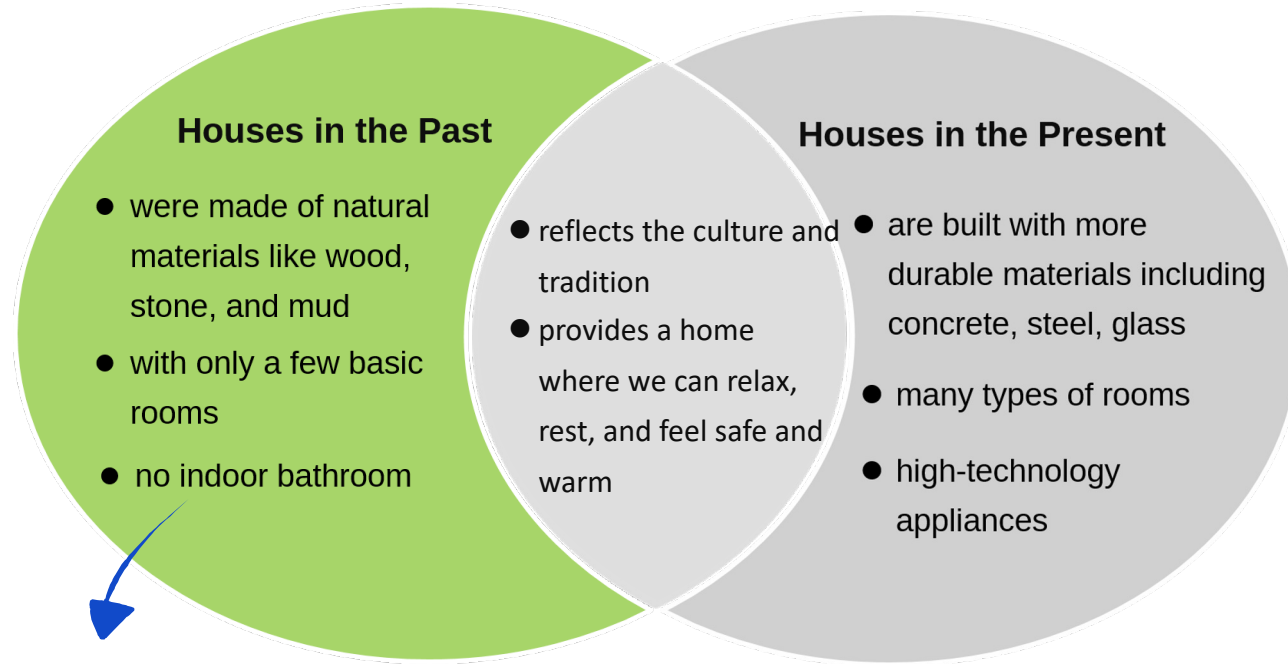 Houses in the Past
● were made of natural
materials like wood,
stone, and mud
● with only a few basic
rooms
● no indoor bathroom
● reflects the culture and
tradition
● provides a home
where we can relax,
rest, and feel safe and
warm
Houses in the Present
● are built with more
durable materials including
concrete, steel, glass
● many types of rooms
● high-technology
appliances